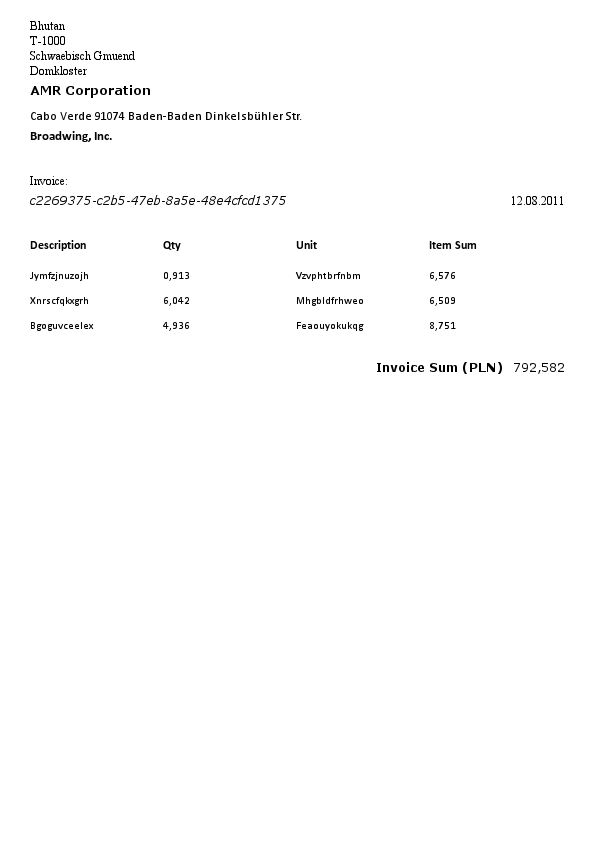 Bhutan
T-1000
Schwaebisch Gmuend
Domkloster
AMR Corporation
Cabo Verde 91074 Baden-Baden Dinkelsbühler Str.
Broadwing, Inc.
Invoice:
c2269375-c2b5-47eb-8a5e-48e4cfcd1375 12.08.2011
Description Qty Unit Item Sum
Jymfzjnuzojh 0,913 Vzvphtbrfnbm 6,576
Xnrscfqkxgrh 6,042 Mhgbldfrhweo 6,509
Bgoguvceelex 4,936 Feaouyokukqg 8,751
Invoice Sum (PLN) 792,582